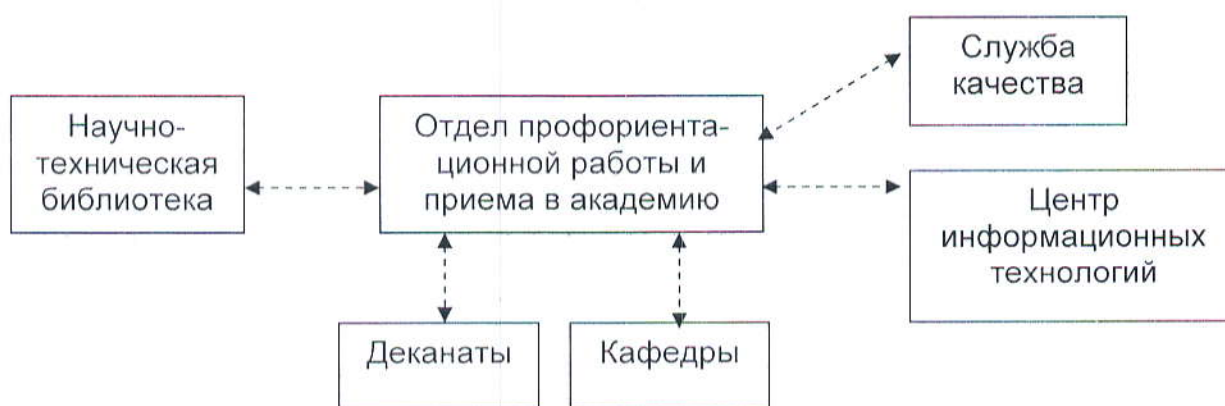 Служба
качества
Научно-
техническая
библиотека
Отдел профориента-
ционной работы и
приема в академию
Центр
информационных
технологий
Деканаты
Кафедры